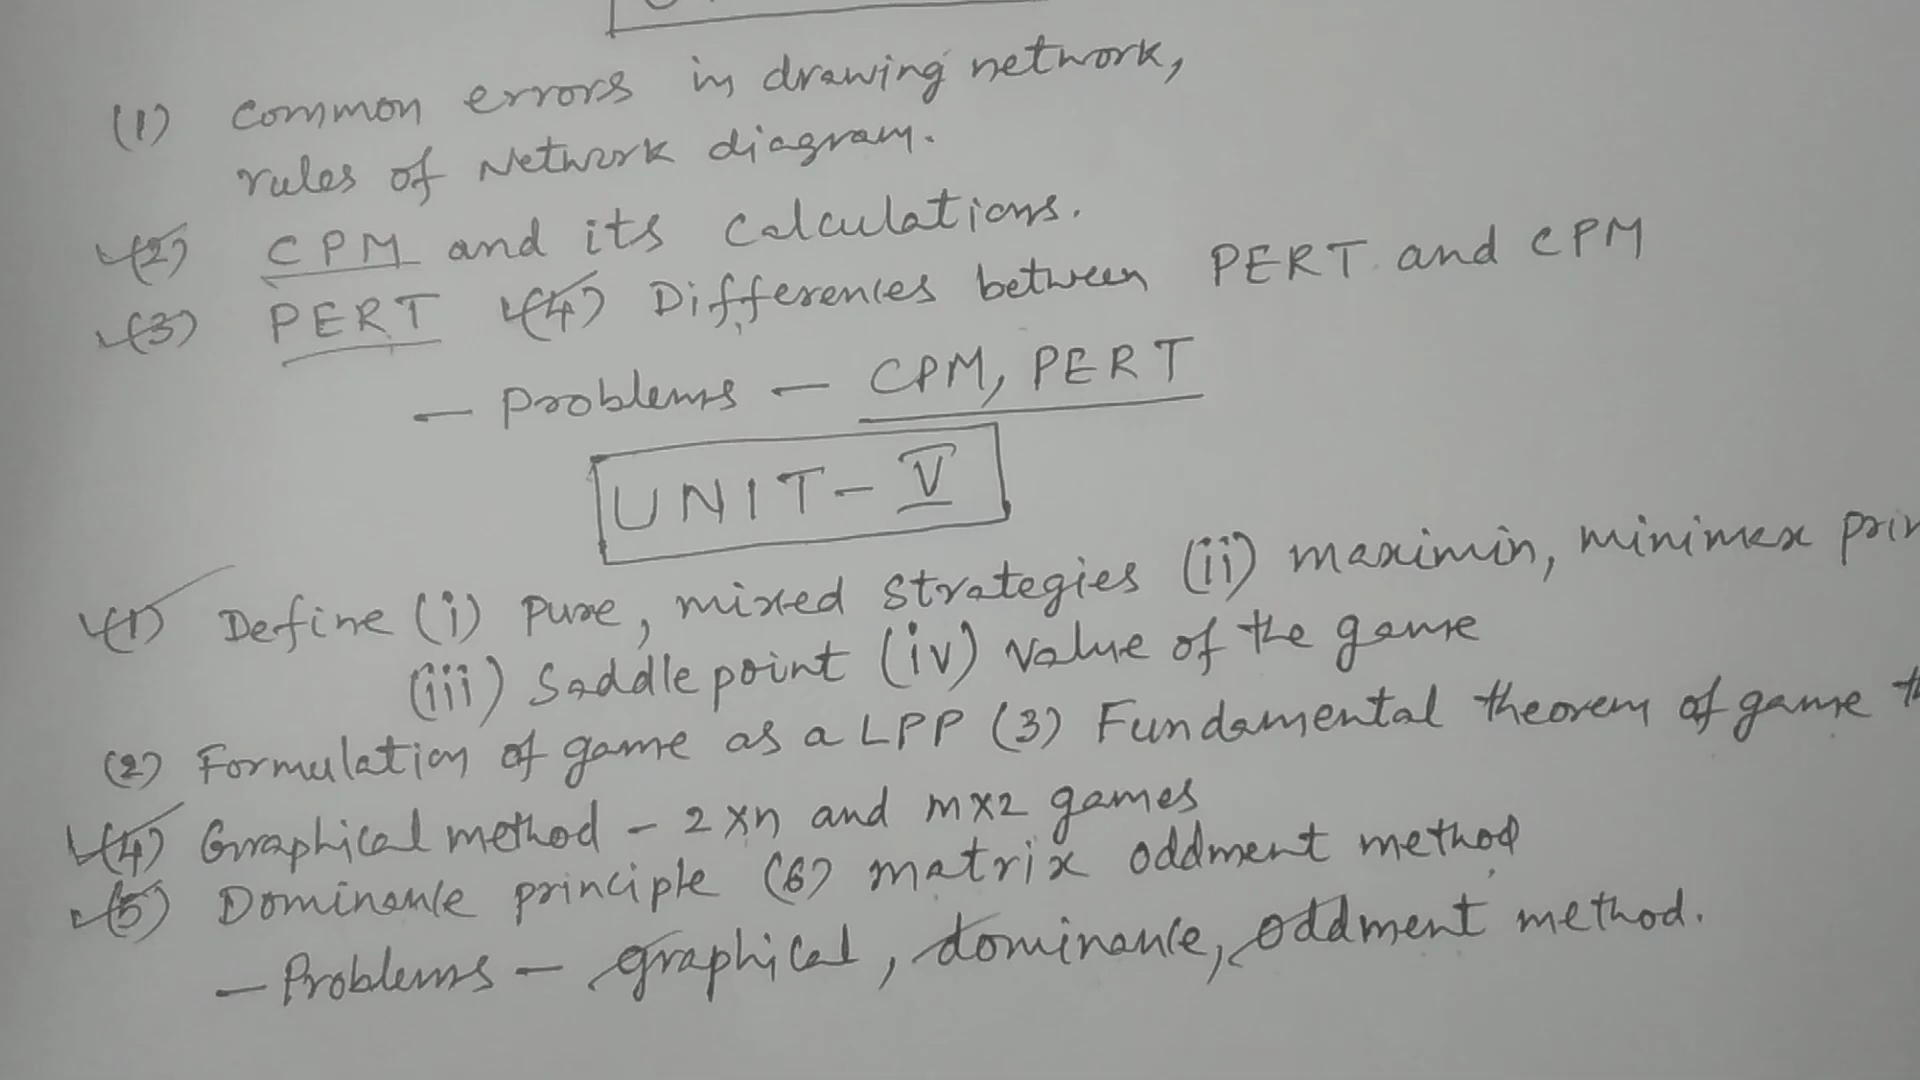 (1) Common errors in drawing network,
rules of Network diagram.
(2) CPM and its calculations.
(3) PERT (4) Differences between PERT and CPM
- Problems - CPM, PERT
UNIT - V
(1) Define (i) Pure, mixed strategies (ii) maximin, minimax
(iii) Saddle point (iv) Value of the game
(2) Formulation of game as a LPP (3) Fundamental theorem of game
(4) Graphical method - 2xn and mx2 games
(5) Dominance principle (6) matrix oddment method
- Problems - graphical, dominance, oddment method.